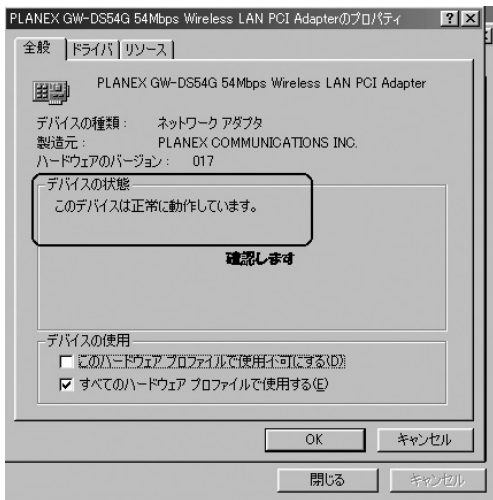 PLANEX GW-DS54G 54Mbps Wireless LAN PCI Adapterのプロパティ
全般 ドライバ リソース
PLANEX GW-DS54G 54Mbps Wireless LAN PCI Adapter
デバイスの種類： ネットワーク アダプタ
製造元： PLANEX COMMUNICATIONS INC.
ハードウェアのバージョン： 017
デバイスの状態
このデバイスは正常に動作しています。
確認します
デバイスの使用
このハードウェア プロファイルで使用不可にする(D)
すべてのハードウェア プロファイルで使用する(E)
OK キャンセル
閉じる キャンセル